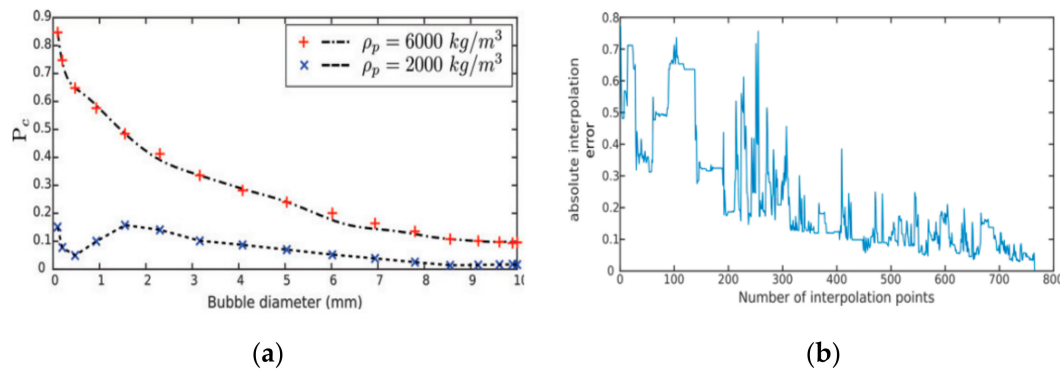 0.9
0.8
0.7
0.6
0.5
0.4
0.3
0.2
0.1
0
P_c
ρ_p = 6000 kg/m³
ρ_p = 2000 kg/m³
0 1 2 3 4 5 6 7 8 9 10
Bubble diameter (mm)
(a)
0.8
0.7
0.6
0.5
0.4
0.3
0.2
0.1
0
absolute interpolation
error
0 100 200 300 400 500 600 700 800
Number of interpolation points
(b)